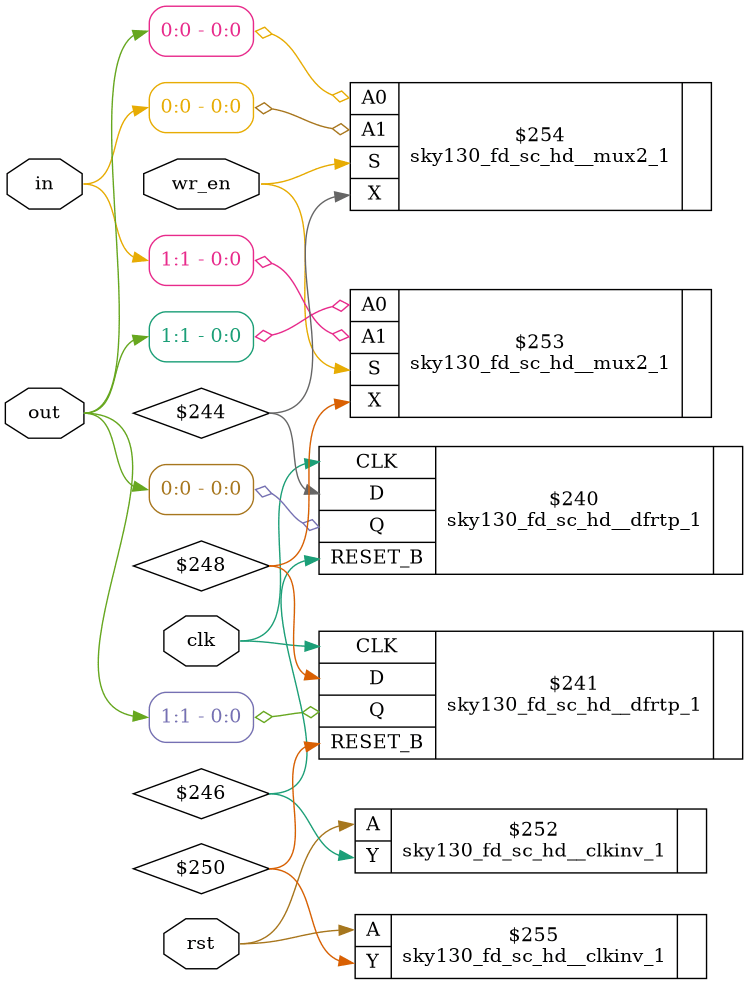 0:0 - 0:0
0:0 - 0:0
in
wr_en
A0
A1
S
X
$254
sky130_fd_sc_hd__mux2_1
1:1 - 0:0
1:1 - 0:0
out
$244
A0
A1
S
X
$253
sky130_fd_sc_hd__mux2_1
0:0 - 0:0
$248
clk
CLK
D
Q
RESET_B
$240
sky130_fd_sc_hd__dfrtp_1
1:1 - 0:0
CLK
D
Q
RESET_B
$241
sky130_fd_sc_hd__dfrtp_1
$246
$250
rst
A
Y
$252
sky130_fd_sc_hd__clkinv_1
A
Y
$255
sky130_fd_sc_hd__clkinv_1